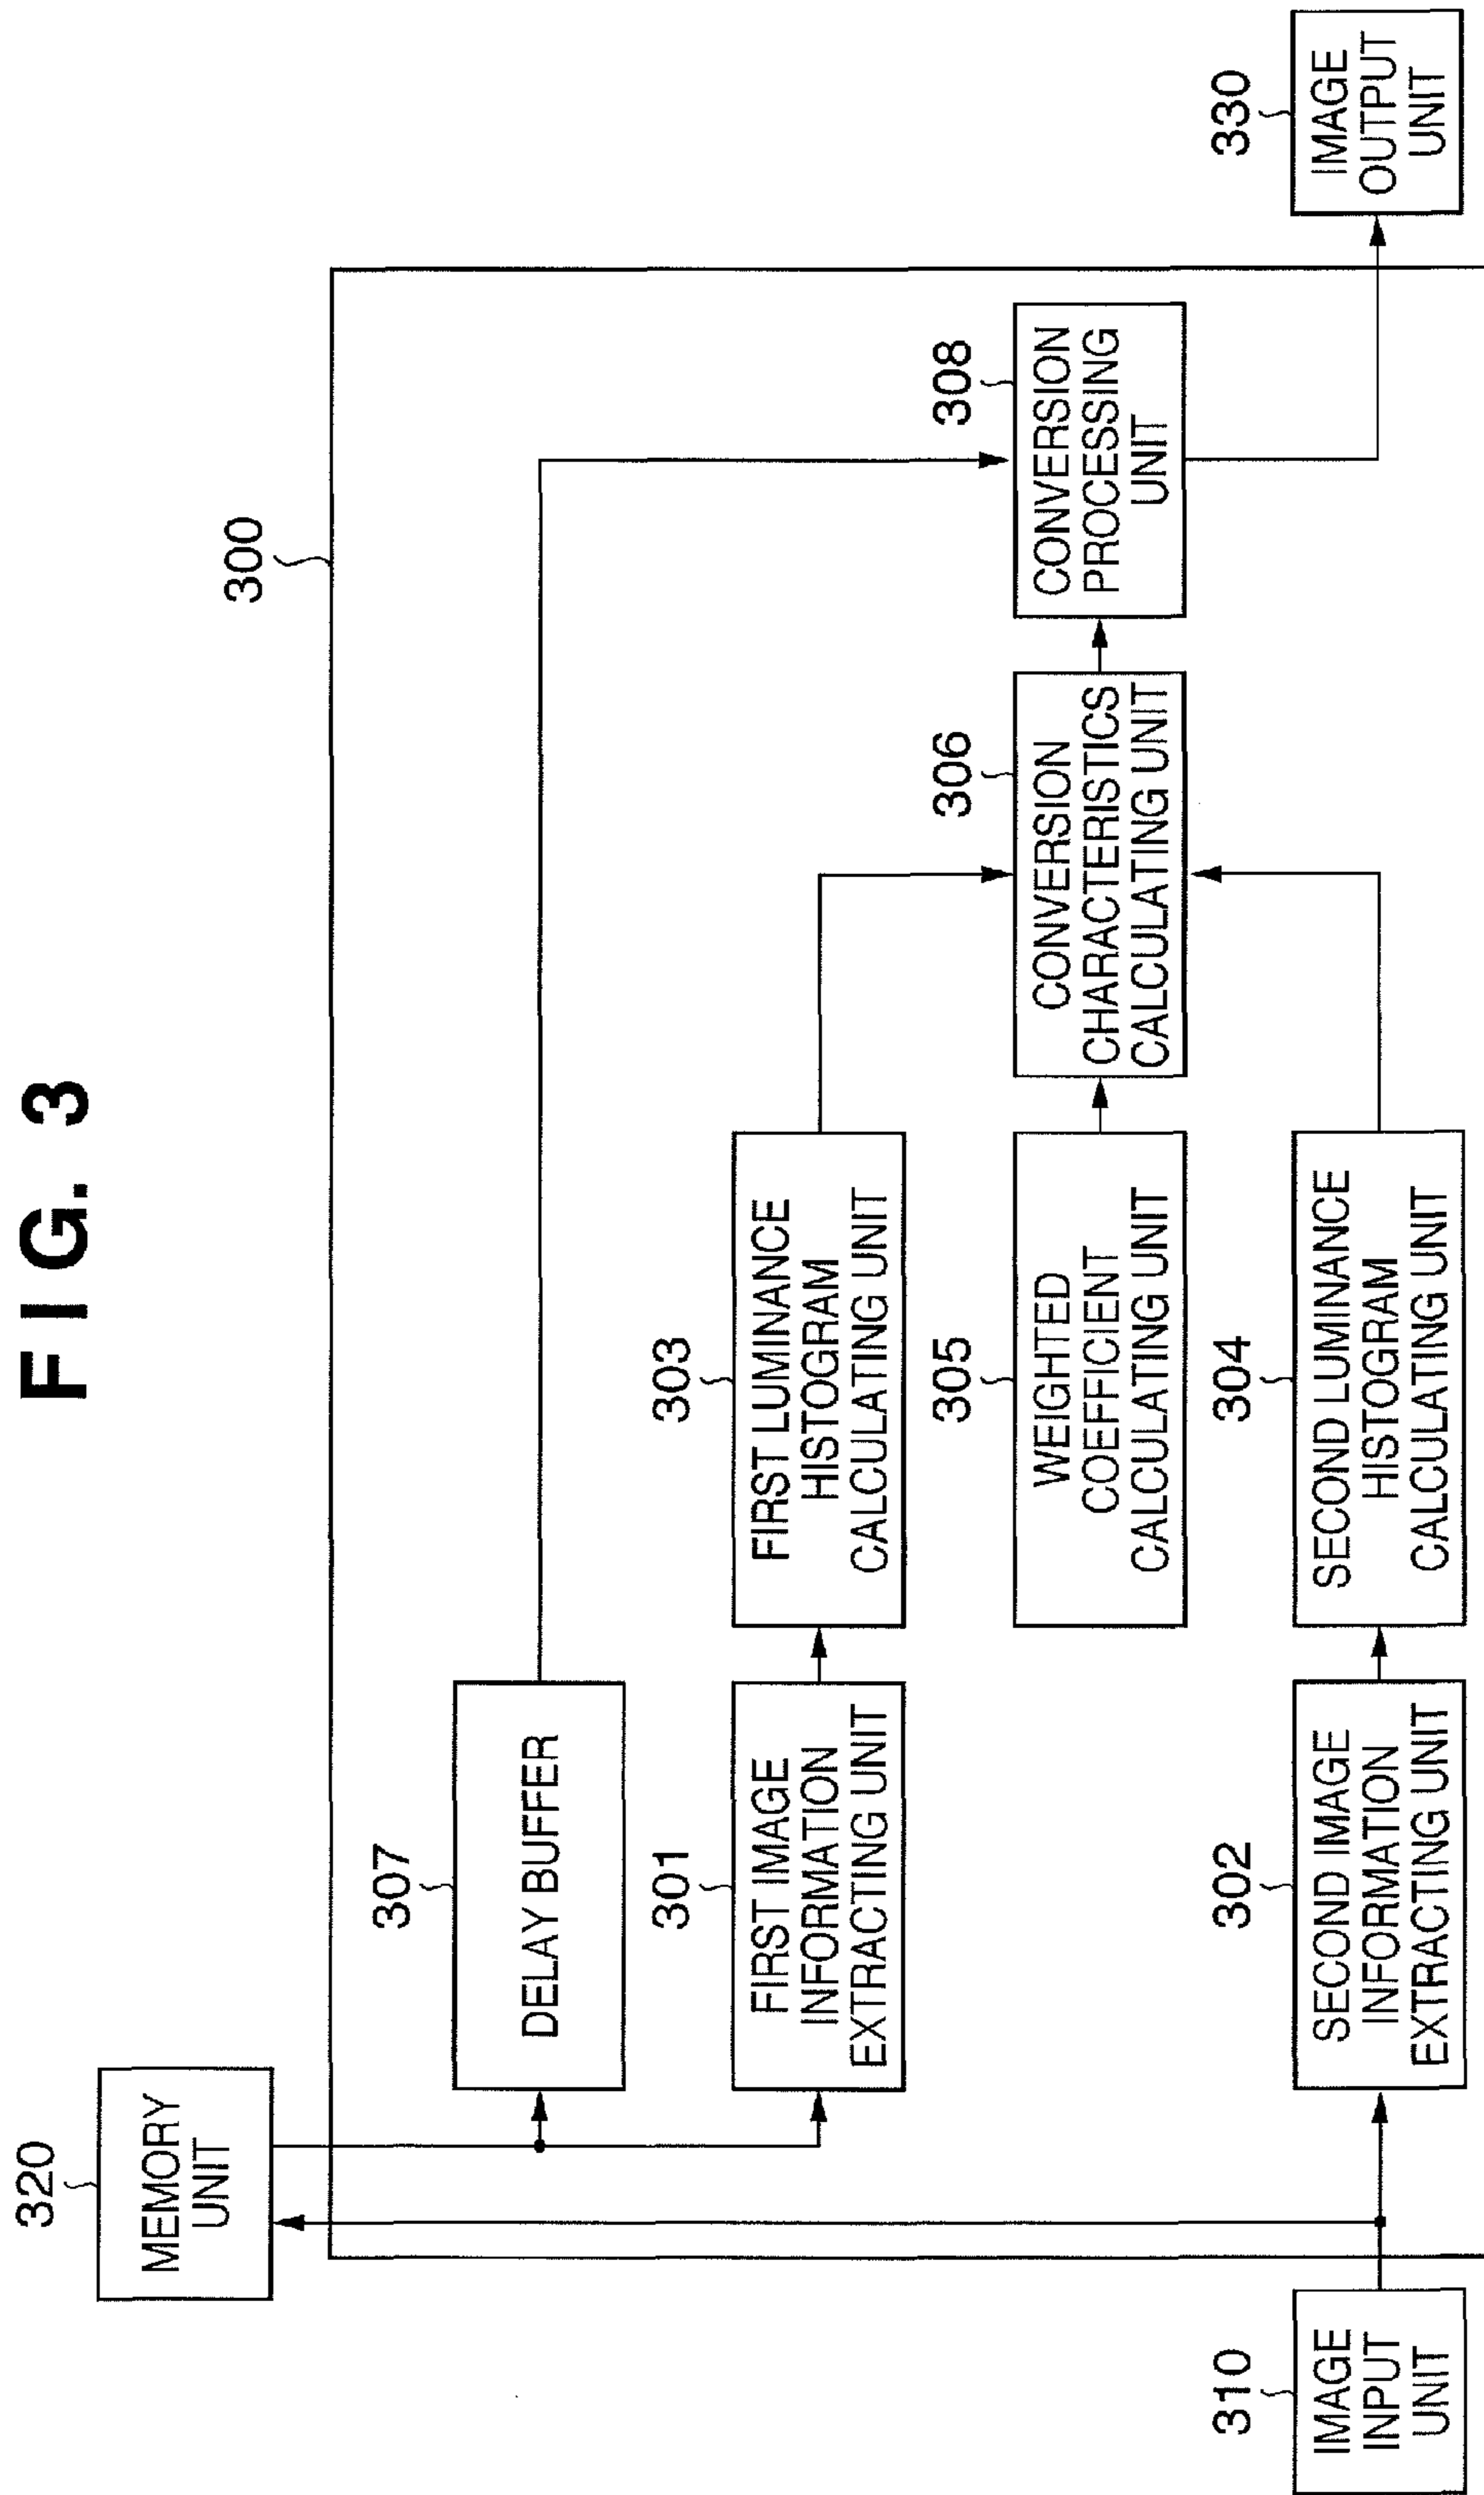 FIG. 3
320
MEMORY
UNIT
300
307
DELAY BUFFER
301
FIRST IMAGE
INFORMATION
EXTRACTING UNIT
303
FIRST LUMINANCE
HISTOGRAM
CALCULATING UNIT
305
WEIGHTED
COEFFICIENT
CALCULATING UNIT
306
CONVERSION
CHARACTERISTICS
CALCULATING UNIT
308
CONVERSION
PROCESSING
UNIT
310
IMAGE
INPUT
UNIT
302
SECOND IMAGE
INFORMATION
EXTRACTING UNIT
304
SECOND LUMINANCE
HISTOGRAM
CALCULATING UNIT
330
IMAGE
OUTPUT
UNIT